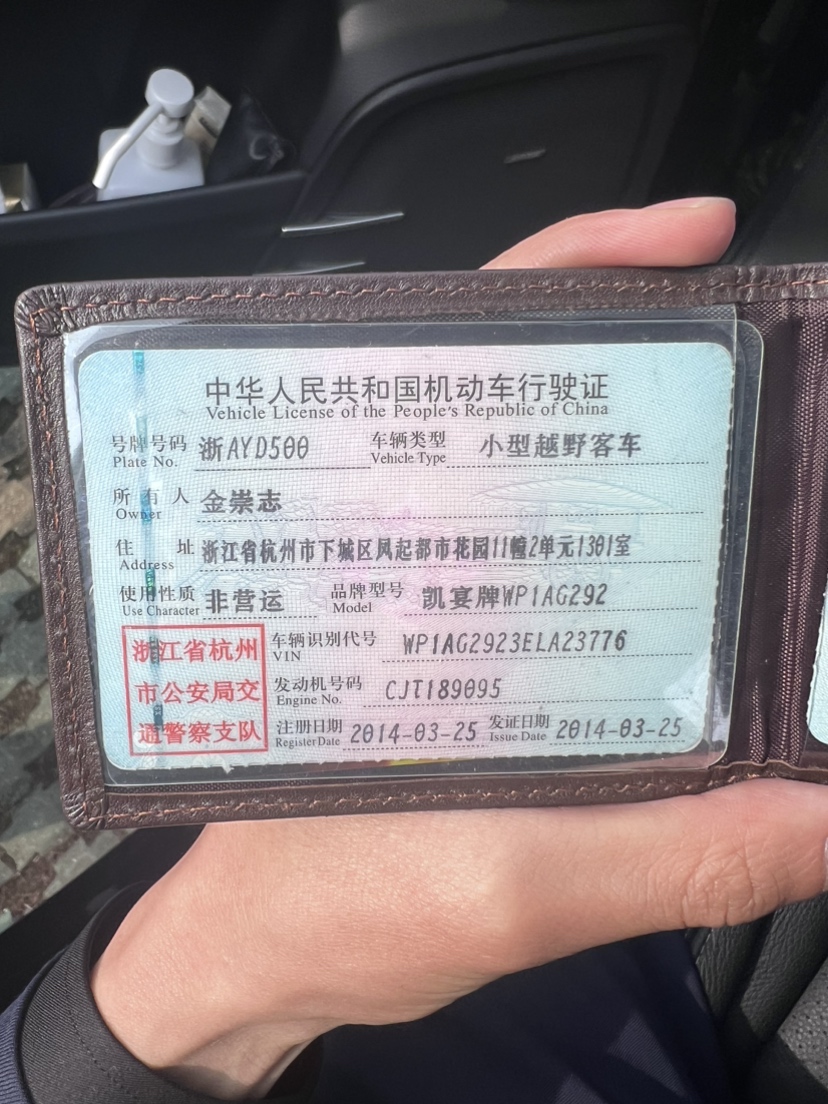 中华人民共和国机动车行驶证
Vehicle License of the People's Republic of China
号牌号码 浙AYD500 车辆类型 小型越野客车
Plate No. Vehicle Type
所有人 金崇志
Owner
住址 浙江省杭州市下城区凤起都市花园11幢2单元1301室
Address
使用性质 非营运 品牌型号 凯宴牌WP1AG292
Use Character Model
浙江省杭州
市公安局交
通警察支队
车辆识别代号 WP1AG2923ELA23776
VIN
发动机号码 CJT189095
Engine No.
注册日期 2014-03-25 发证日期 2014-03-25
Register Date Issue Date